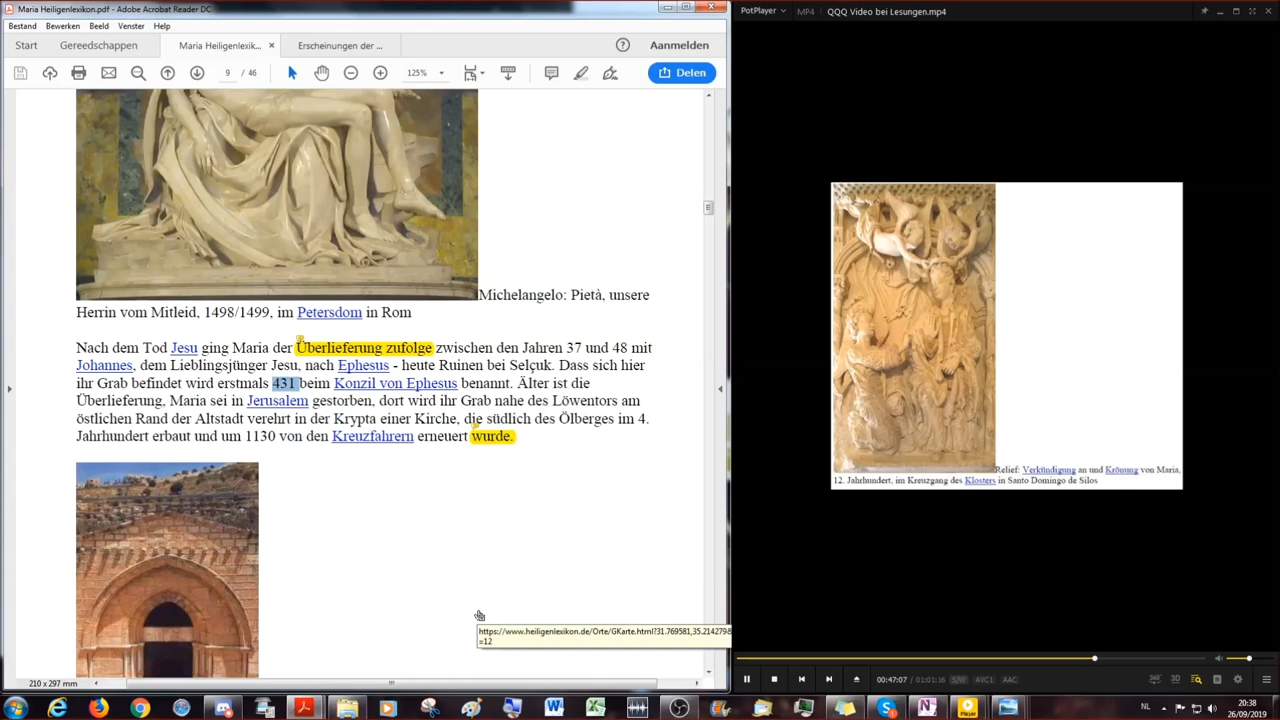 Maria Heiligenlexikon.pdf - Adobe Acrobat Reader DC
Bestand Bewerken Beeld Venster Help
Start Gereedschappen Maria Heiligenlexik... × Erscheinungen der ... Aanmelden
9 / 46 125% Delen
Michelangelo: Pietà, unsere
Herrin vom Mitleid, 1498/1499, im Petersdom in Rom
Nach dem Tod Jesu ging Maria der Überlieferung zufolge zwischen den Jahren 37 und 48 mit
Johannes, dem Lieblingsjünger Jesu, nach Ephesus - heute Ruinen bei Selçuk. Dass sich hier
ihr Grab befindet wird erstmals 431 beim Konzil von Ephesus benannt. Älter ist die
Überlieferung, Maria sei in Jerusalem gestorben, dort wird ihr Grab nahe des Löwentors am
östlichen Rand der Altstadt verehrt in der Krypta einer Kirche, die südlich des Ölberges im 4.
Jahrhundert erbaut und um 1130 von den Kreuzfahrern erneuert wurde.
https://www.heiligenlexikon.de/Orte/GKarte.html?31.769581,35.2142798
=12
210 x 297 mm
PotPlayer MP4 QQQ Video bei Lesungen.mp4
Relief: Verkündigung an und Krönung von Maria,
12. Jahrhundert, im Kreuzgang des Klosters in Santo Domingo de Silos
00:47:07 / 01:01:16 S/W AVC1 AAC
360° 3D
NL 20:38
26/09/2019